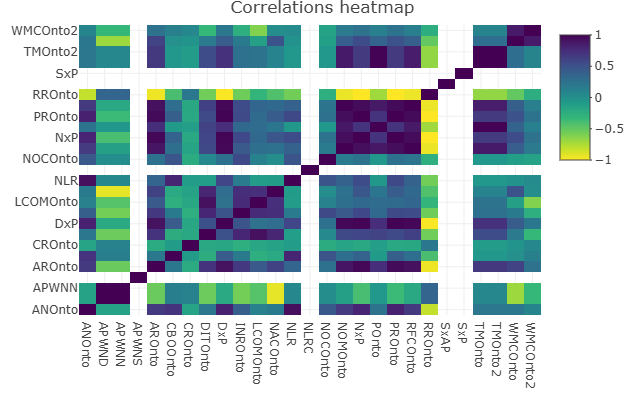 Correlations heatmap
WMCOnto2
TMOnto2
SxP
RROnto
PROnto
NxP
NOCOnto
NLR
LCOMOnto
DxP
CROnto
AROnto
APWNN
ANOnto
1
0.5
0
−0.5
−1
ANOnto
APWND
APWNN
APWNS
AROnto
CBOOnto
CROnto
DITOnto
DxP
INROnto
LCOMOnto
NACOnto
NLR
NLRC
NOCOnto
NOMOnto
NxP
POnto
PROnto
RFCOnto
RROnto
SxAP
SxP
TMOnto
TMOnto2
WMCOnto
WMCOnto2